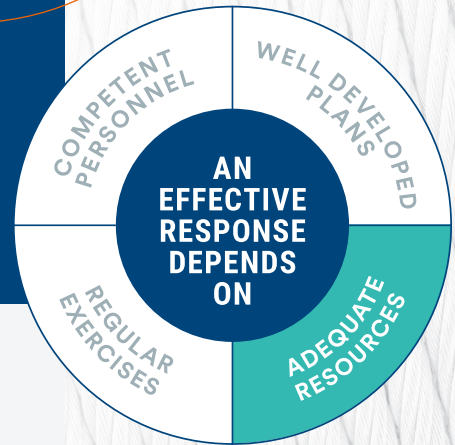 COMPETENT
PERSONNEL
WELL DEVELOPED
PLANS
AN
EFFECTIVE
RESPONSE
DEPENDS
ON
REGULAR
EXERCISES
ADEQUATE
RESOURCES